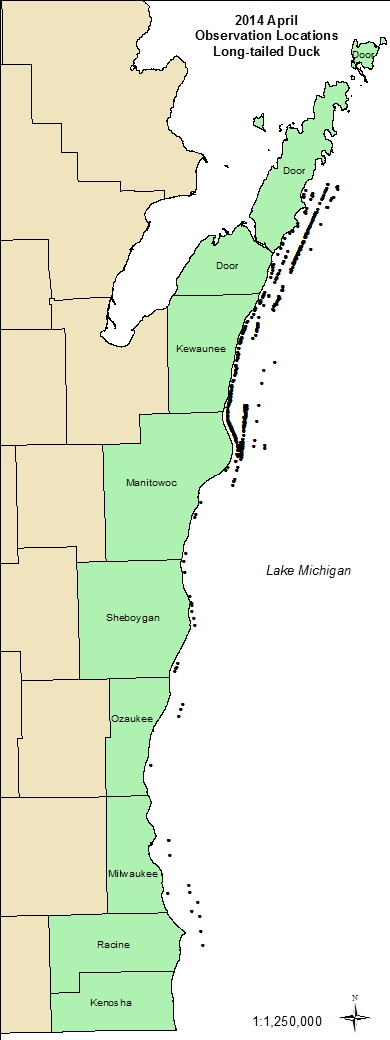 2014 April
Observation Locations
Long-tailed Duck
Door
Door
Door
Kewaunee
Manitowoc
Lake Michigan
Sheboygan
Ozaukee
Milwaukee
Racine
Kenosha
N
1:1,250,000